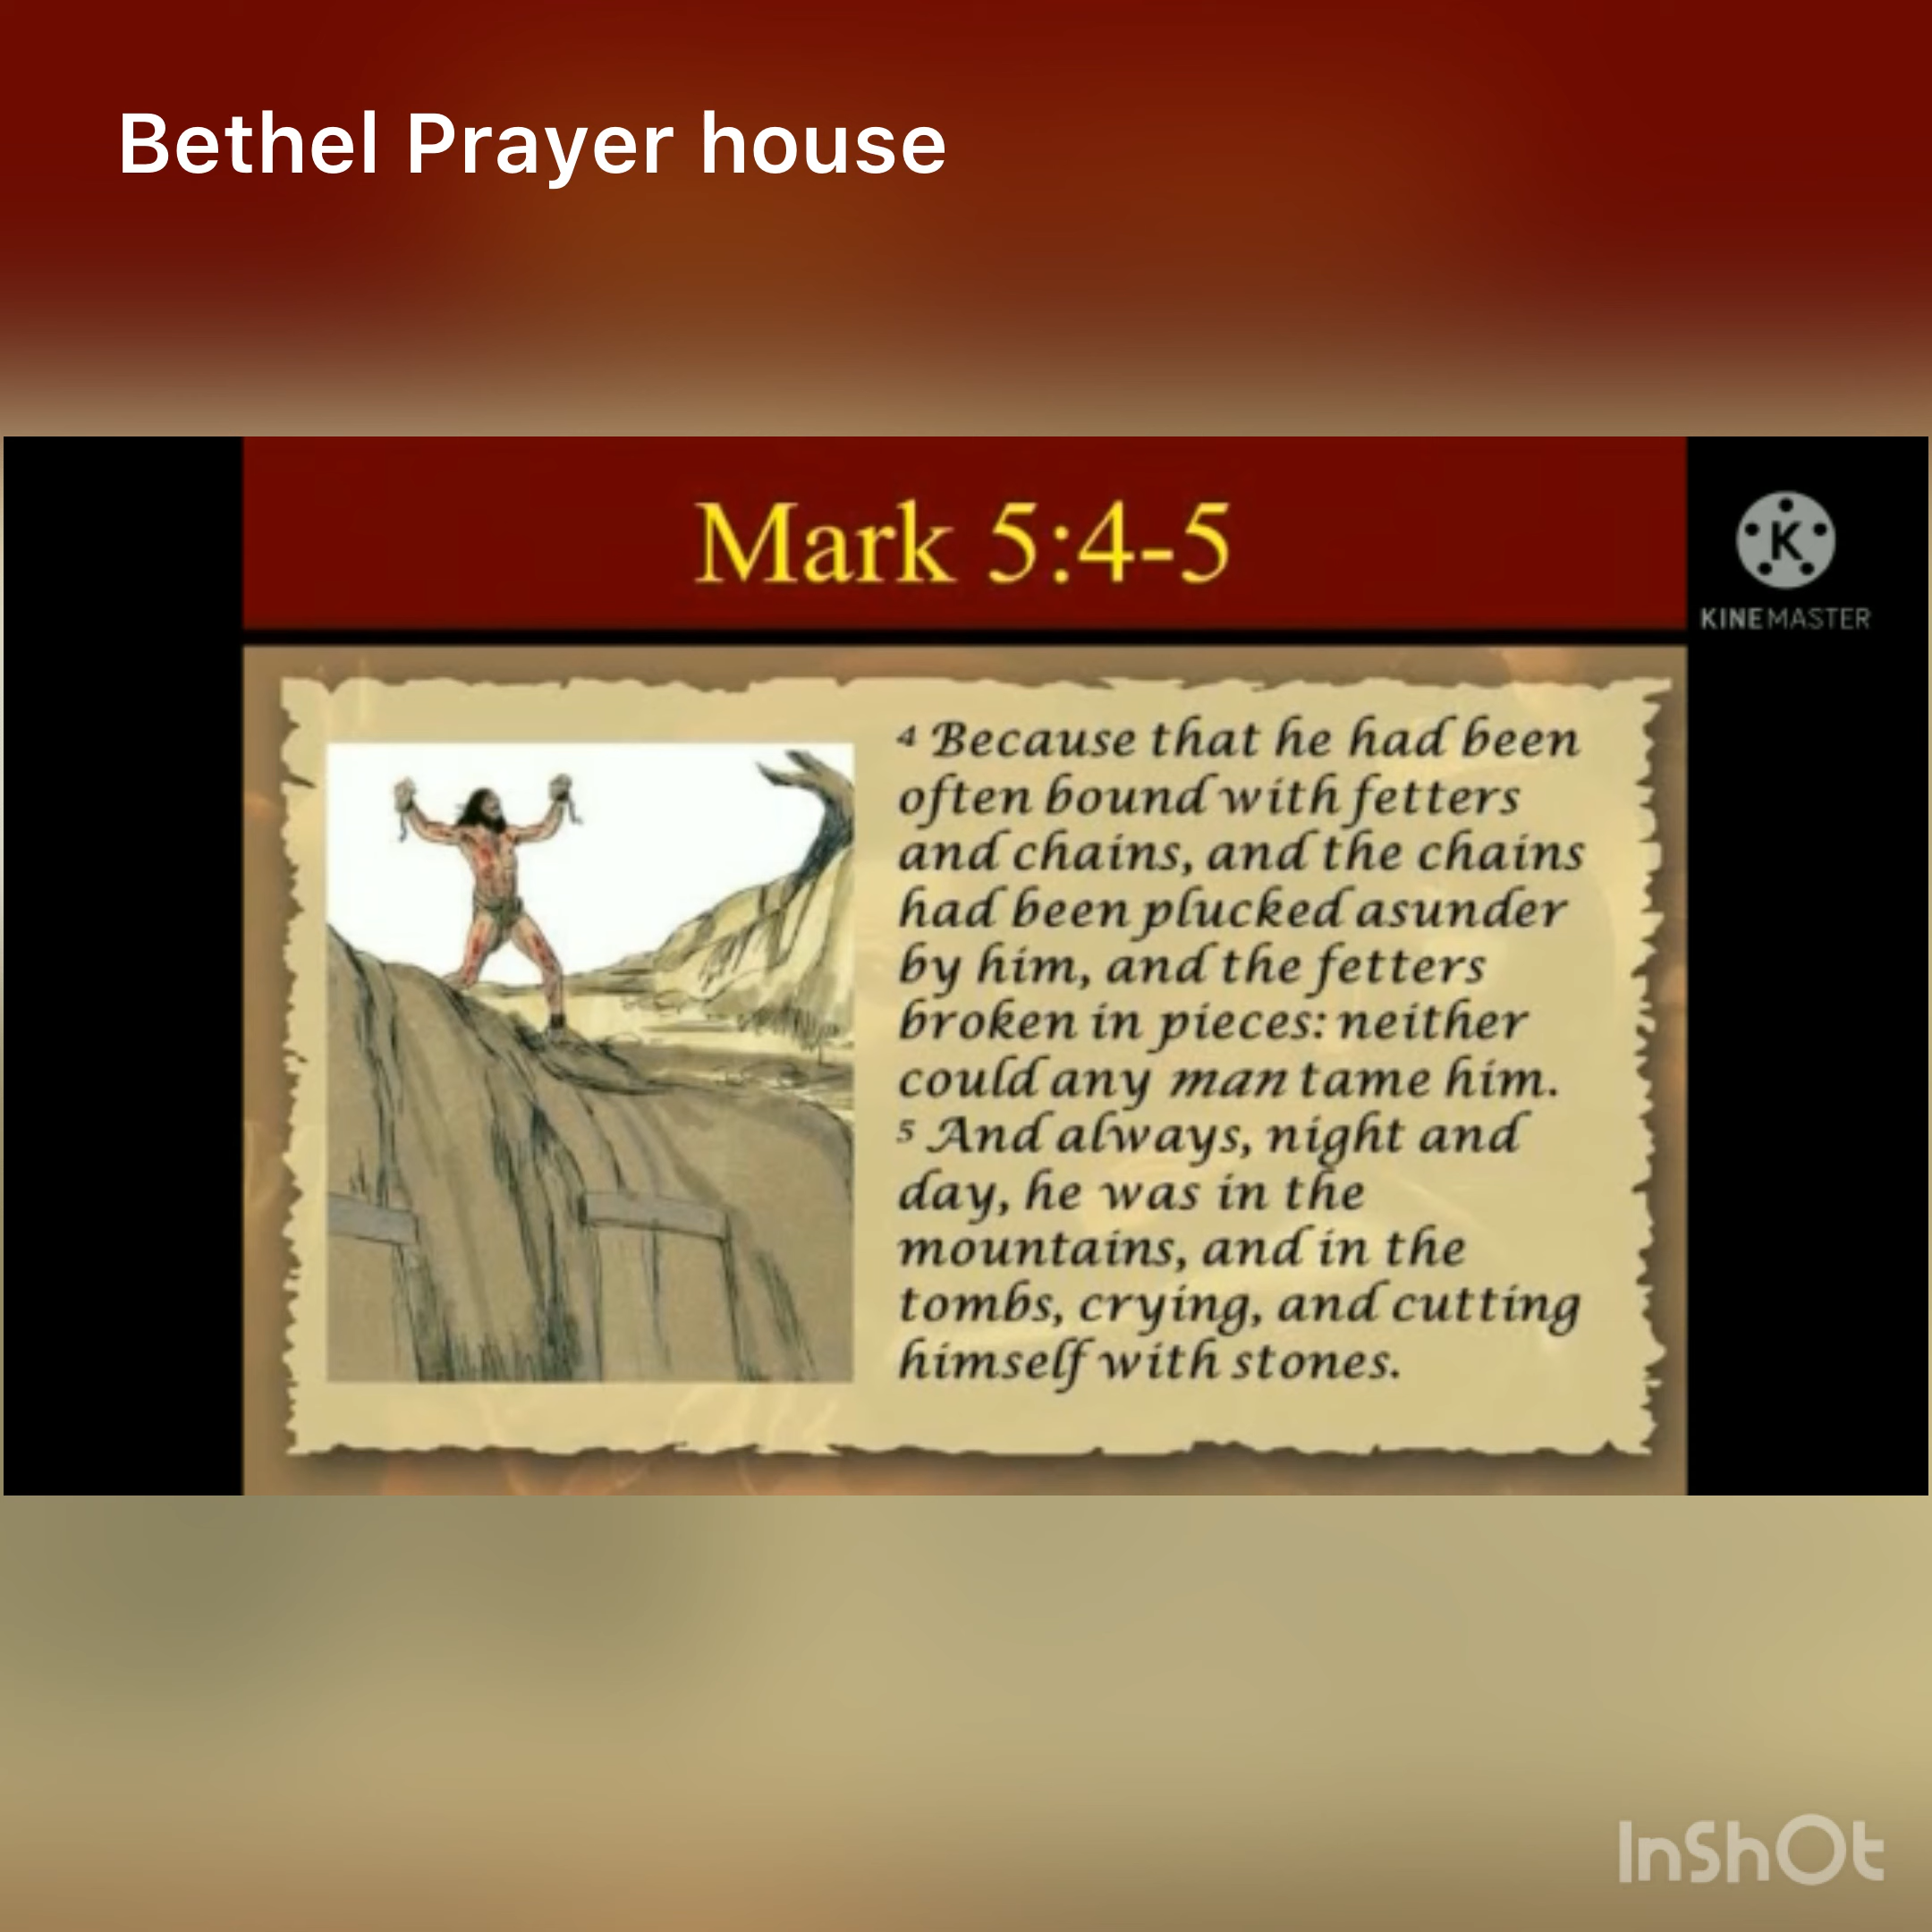 Bethel Prayer house
Mark 5:4-5
KINEMASTER
4 Because that he had been
often bound with fetters
and chains, and the chains
had been plucked asunder
by him, and the fetters
broken in pieces: neither
could any man tame him.
5 And always, night and
day, he was in the
mountains, and in the
tombs, crying, and cutting
himself with stones.
InShOt